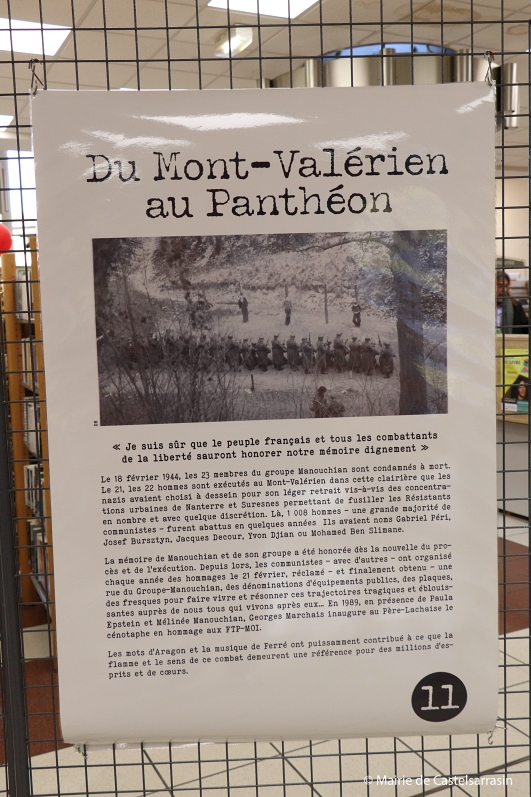 Du Mont-Valérien
au Panthéon
« Je suis sûr que le peuple français et tous les combattants
de la liberté sauront honorer notre mémoire dignement »
Le 18 février 1944, les 23 membres du groupe Manouchian sont condamnés à mort.
Le 21, les 22 hommes sont exécutés au Mont-Valérien dans cette clairière que les
nazis avaient choisi à dessein pour son léger retrait vis-à-vis des concentra-
tions urbaines de Nanterre et Suresnes permettant de fusiller les Résistants
en nombre et avec quelque discrétion. Là, 1 008 hommes - une grande majorité de
communistes - furent abattus en quelques années  Ils avaient noms Gabriel Péri,
Josef Bursztyn, Jacques Decour, Yvon Djian ou Mohamed Ben Slimane.
La mémoire de Manouchian et de son groupe a été honorée dès la nouvelle du pro-
cès et de l'exécution. Depuis lors, les communistes - avec d'autres - ont organisé
chaque année des hommages le 21 février, réclamé - et finalement obtenu - une
rue du Groupe-Manouchian, des dénominations d'équipements publics, des plaques,
des fresques pour faire vivre et résonner ces trajectoires tragiques et éblouis-
santes auprès de nous tous qui vivons après eux... En 1989, en présence de Paula
Epstein et Mélinée Manouchian, Georges Marchais inaugure au Père-Lachaise le
cénotaphe en hommage aux FTP-MOI.
Les mots d'Aragon et la musique de Ferré ont puissamment contribué à ce que la
flamme et le sens de ce combat demeurent une référence pour des millions d'es-
prits et de cœurs.
11
© Mairie de Castelsarrasin